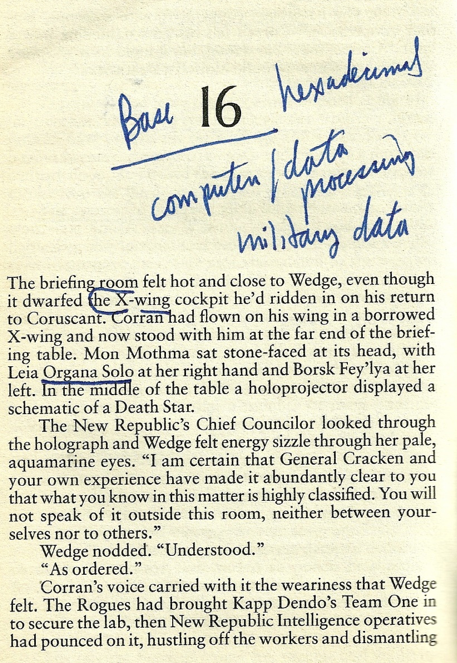 Base 16 hexadecimal
computer/data
processing
military data
The briefing room felt hot and close to Wedge, even though
it dwarfed the X-wing cockpit he'd ridden in on his return
to Coruscant. Corran had flown on his wing in a borrowed
X-wing and now stood with him at the far end of the brief-
ing table. Mon Mothma sat stone-faced at its head, with
Leia Organa Solo at her right hand and Borsk Fey'lya at her
left. In the middle of the table a holoprojector displayed a
schematic of a Death Star.
The New Republic's Chief Councilor looked through
the holograph and Wedge felt energy sizzle through her pale,
aquamarine eyes. “I am certain that General Cracken and
your own experience have made it abundantly clear to you
that what you know in this matter is highly classified. You will
not speak of it outside this room, neither between your-
selves nor to others.”
Wedge nodded. “Understood.”
“As ordered.”
Corran's voice carried with it the weariness that Wedge
felt. The Rogues had brought Kapp Dendo's Team One in
to secure the lab, then New Republic Intelligence operatives
had pounced on it, hustling off the workers and dismantling